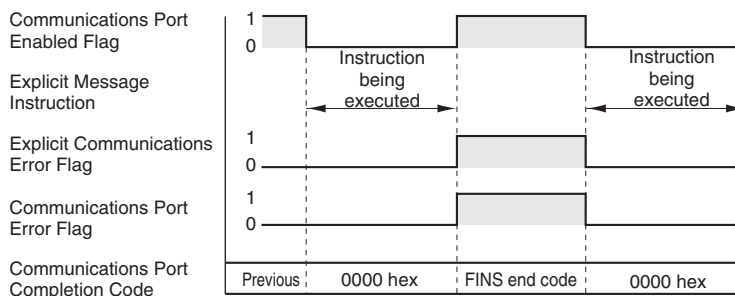 Communications Port
Enabled Flag
1
0
Instruction
being
executed
Instruction
being
executed
Explicit Message
Instruction
Explicit Communications
Error Flag
1
0
Communications Port
Error Flag
1
0
Communications Port
Completion Code
Previous
0000 hex
FINS end code
0000 hex